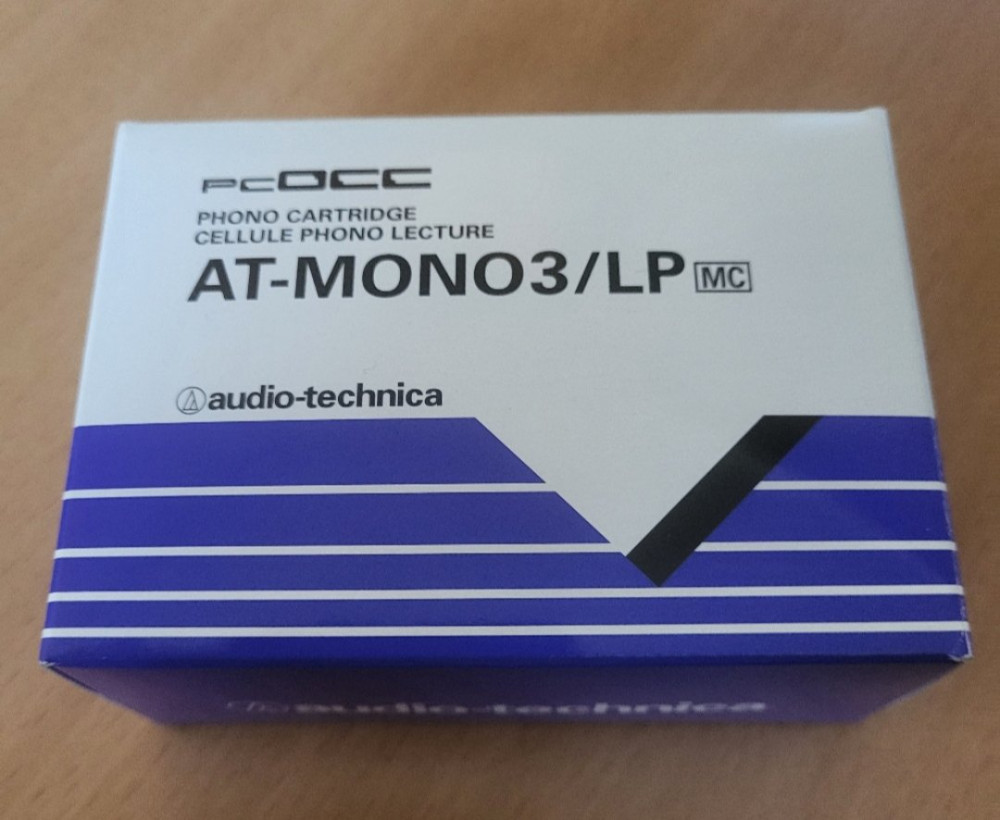 PCOCC
PHONO CARTRIDGE
CELLULE PHONO LECTURE
AT-MONO3/LP MC
audio-technica
audio-technica